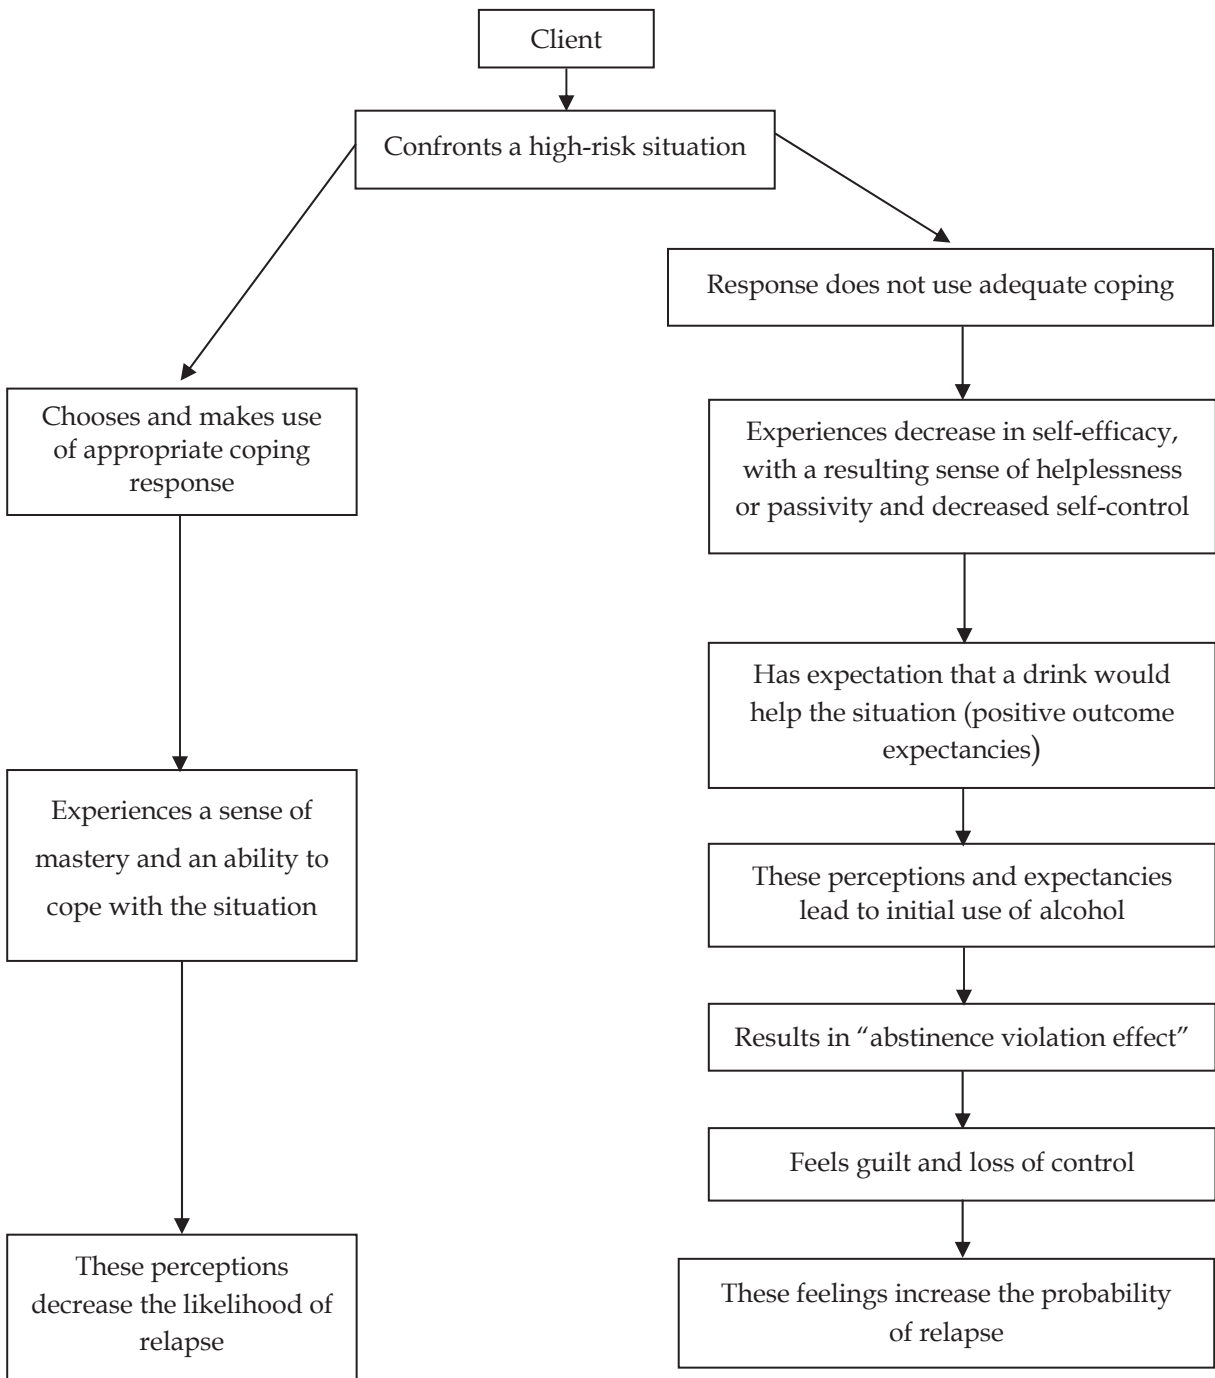 Client
Confronts a high-risk situation
Response does not use adequate coping
Chooses and makes use
of appropriate coping
response
Experiences decrease in self-efficacy,
with a resulting sense of helplessness
or passivity and decreased self-control
Has expectation that a drink would
help the situation (positive outcome
expectancies)
Experiences a sense of
mastery and an ability to
cope with the situation
These perceptions and expectancies
lead to initial use of alcohol
Results in “abstinence violation effect”
Feels guilt and loss of control
These perceptions
decrease the likelihood of
relapse
These feelings increase the probability
of relapse